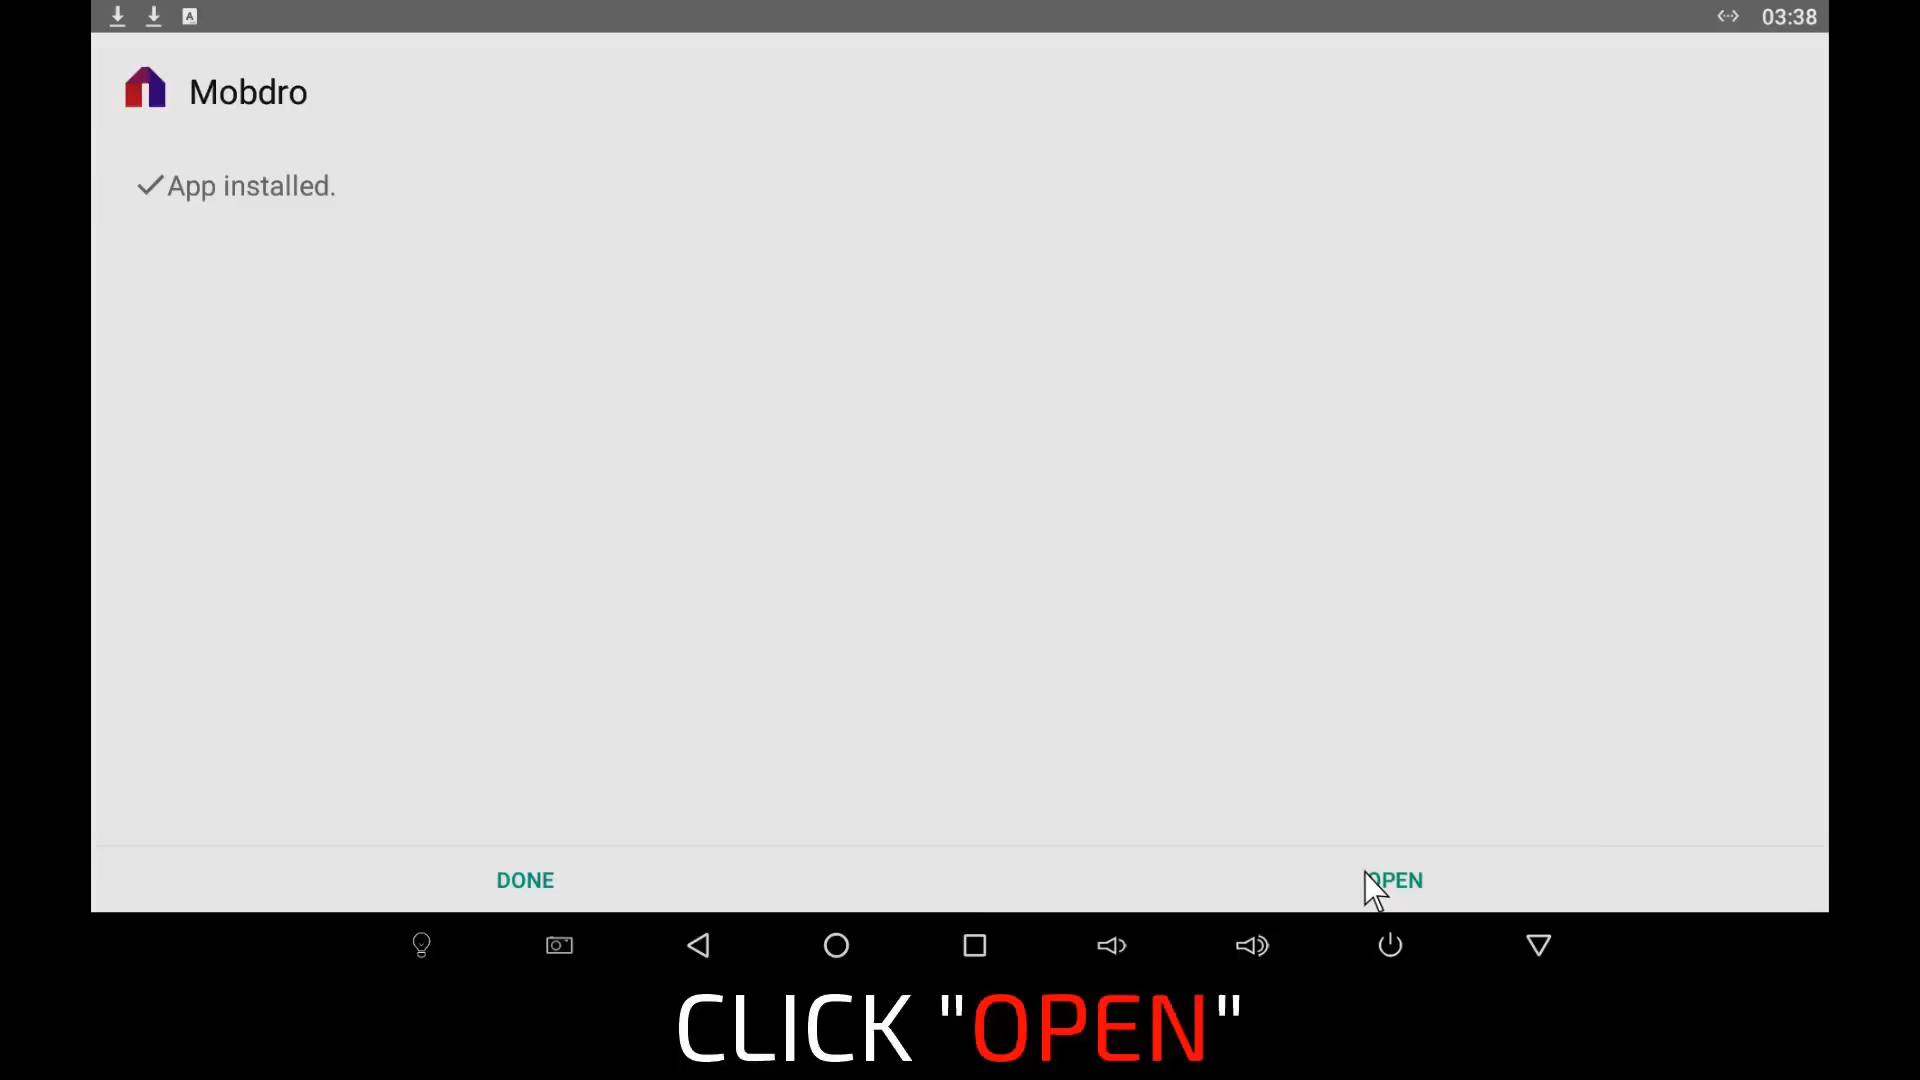 A
03:38
Mobdro
App installed.
DONE
OPEN
CLICK "OPEN"